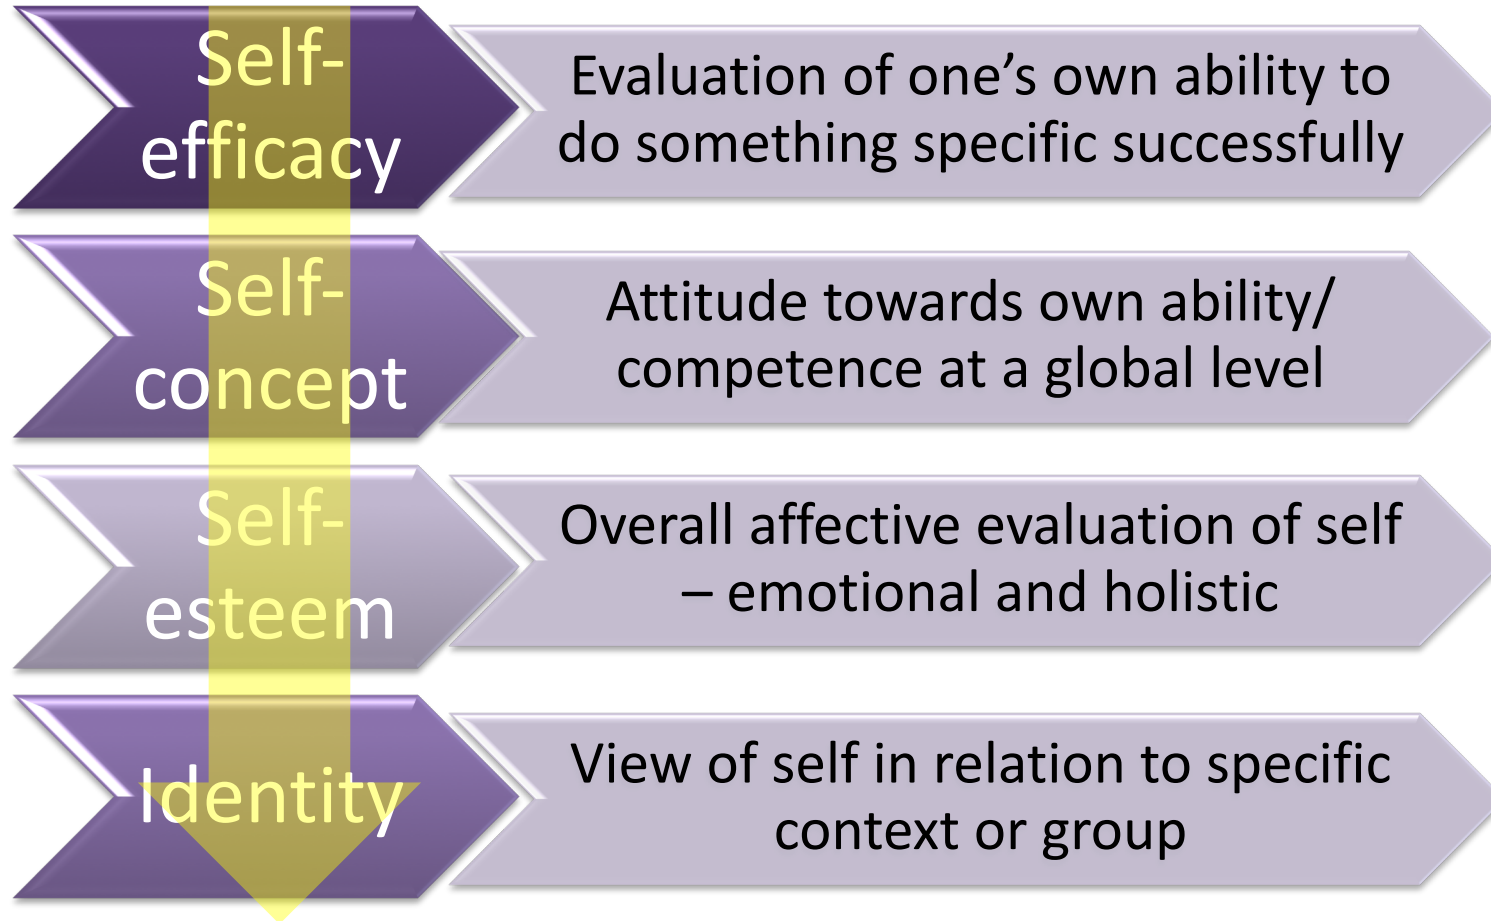 Self-
efficacy
Evaluation of one’s own ability to
do something specific successfully
Self-
concept
Attitude towards own ability/
competence at a global level
Self-
esteem
Overall affective evaluation of self
– emotional and holistic
Identity
View of self in relation to specific
context or group